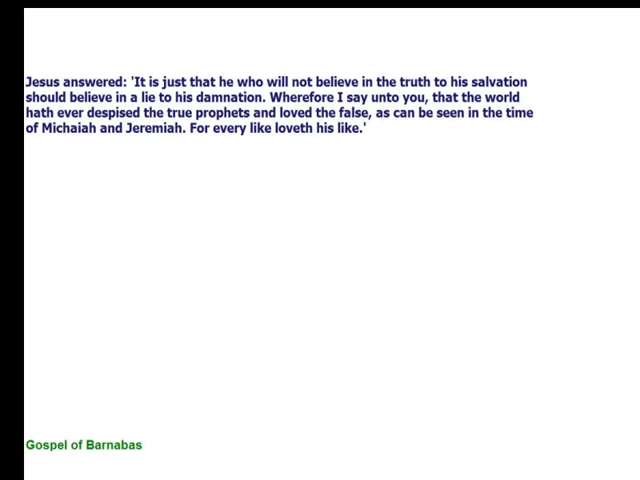 Jesus answered: 'It is just that he who will not believe in the truth to his salvation
should believe in a lie to his damnation. Wherefore I say unto you, that the world
hath ever despised the true prophets and loved the false, as can be seen in the time
of Michaiah and Jeremiah. For every like loveth his like.'
Gospel of Barnabas